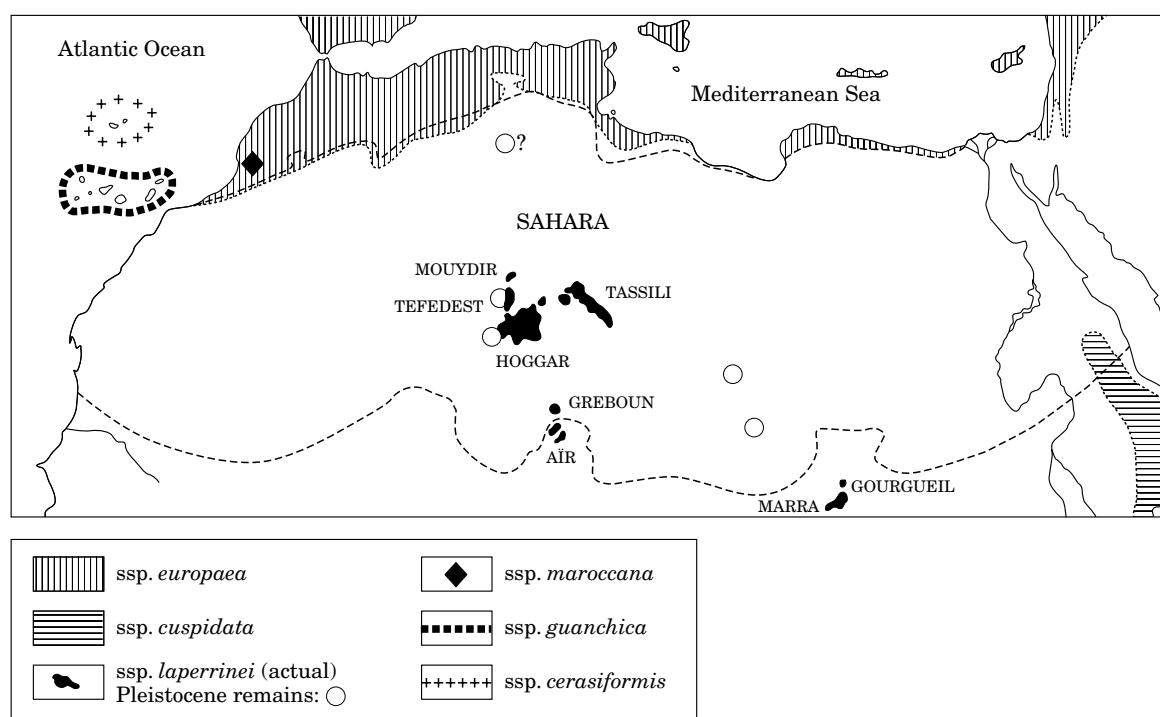 Atlantic Ocean
Mediterranean Sea
?
SAHARA
MOUYDIR
TASSILI
TEFEDEST
HOGGAR
GREBOUN
AÏR
GOURGUEIL
MARRA
ssp. europaea
ssp. maroccana
ssp. cuspidata
ssp. guanchica
ssp. laperrinei (actual)
Pleistocene remains:
ssp. cerasiformis